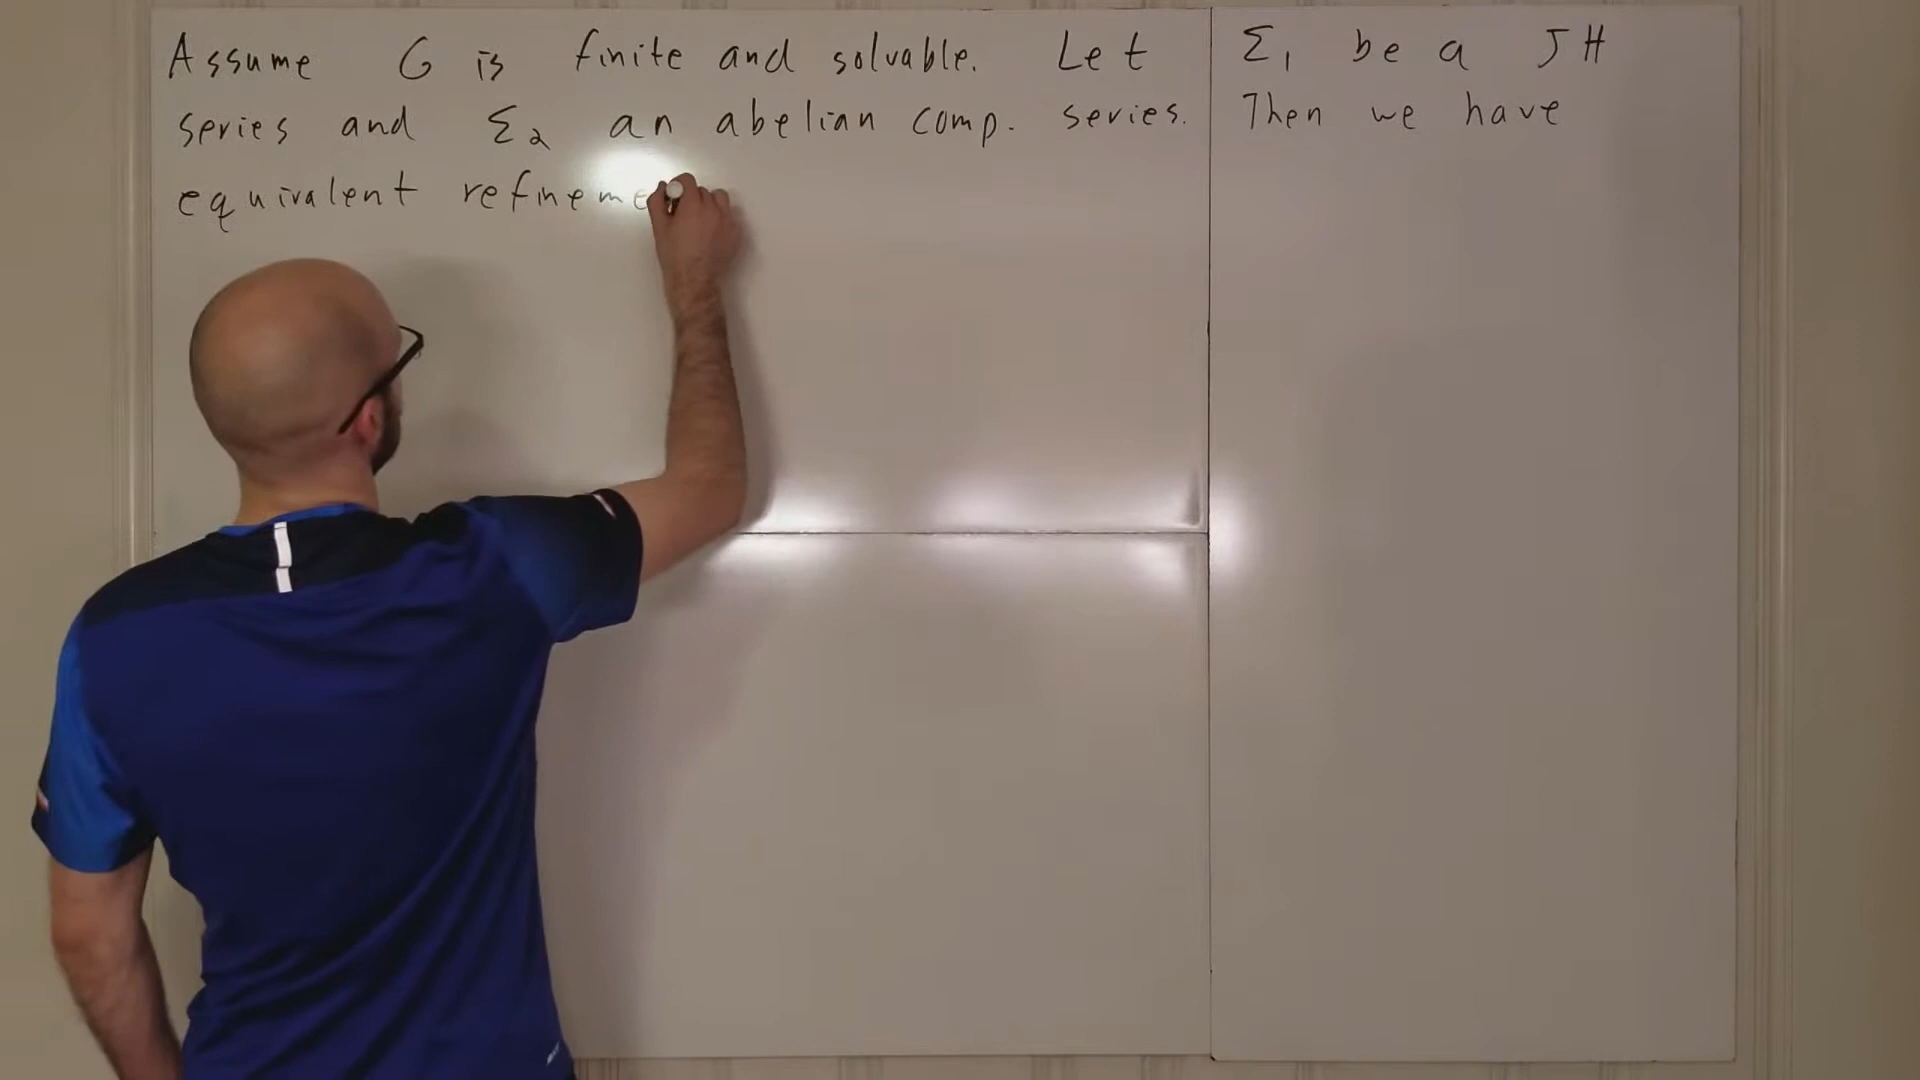 Assume G is finite and solvable. Let Σ₁ be a JH
series and Σ₂ an abelian comp. series. Then we have
equivalent refineme